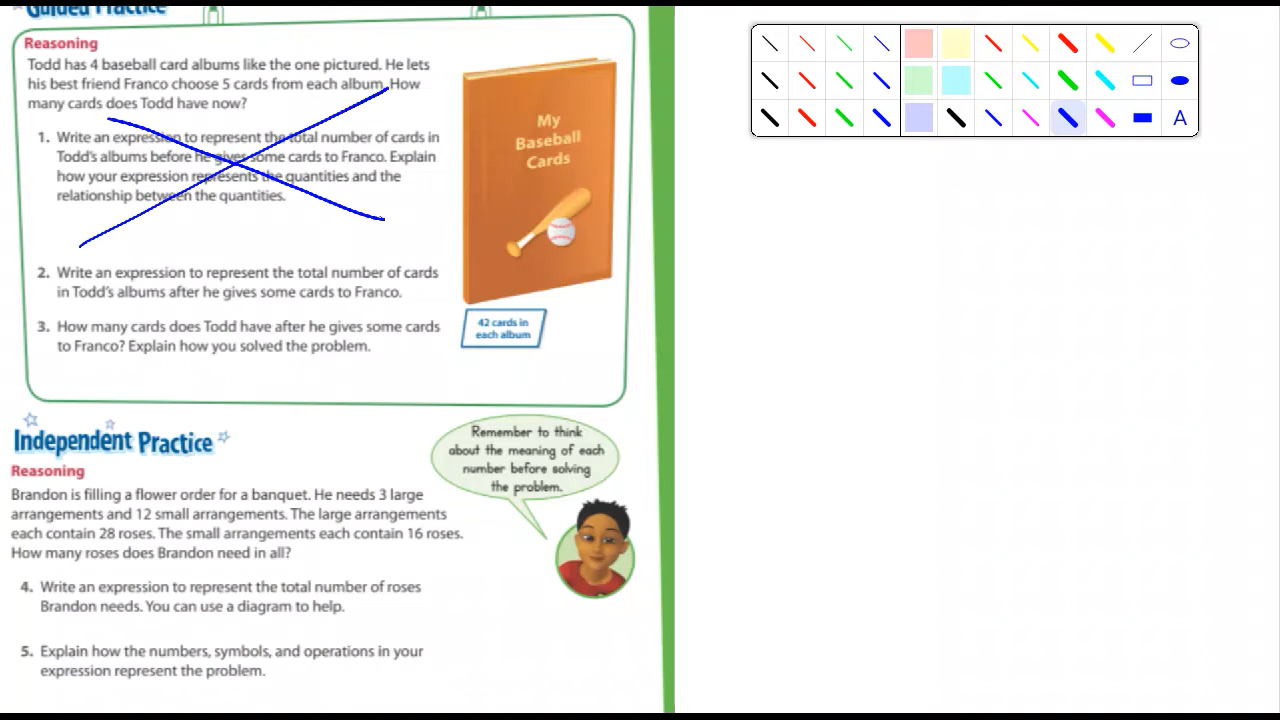 Guided Practice
Reasoning
Todd has 4 baseball card albums like the one pictured. He lets
his best friend Franco choose 5 cards from each album. How
many cards does Todd have now?
1. Write an expression to represent the total number of cards in
Todd's albums before he gives some cards to Franco. Explain
how your expression represents the quantities and the
relationship between the quantities.
2. Write an expression to represent the total number of cards
in Todd's albums after he gives some cards to Franco.
3. How many cards does Todd have after he gives some cards
to Franco? Explain how you solved the problem.
My
Baseball
Cards
42 cards in
each album
Independent Practice
Remember to think
about the meaning of each
number before solving
the problem.
Reasoning
Brandon is filling a flower order for a banquet. He needs 3 large
arrangements and 12 small arrangements. The large arrangements
each contain 28 roses. The small arrangements each contain 16 roses.
How many roses does Brandon need in all?
4. Write an expression to represent the total number of roses
Brandon needs. You can use a diagram to help.
5. Explain how the numbers, symbols, and operations in your
expression represent the problem.
A